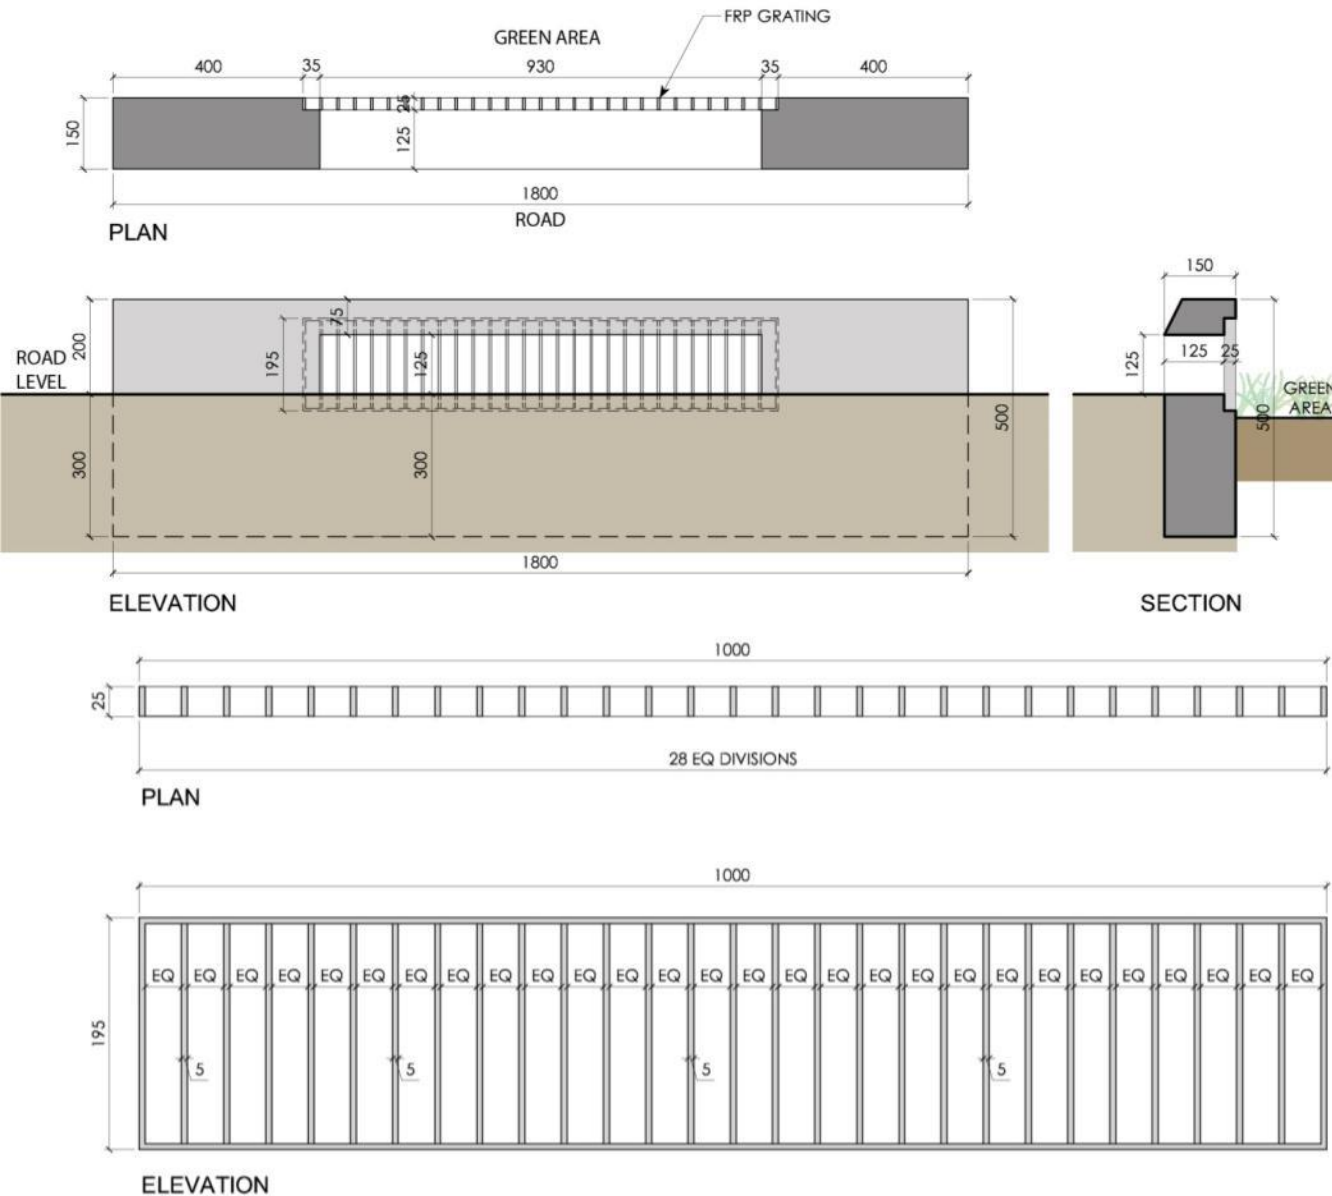 FRP GRATING
GREEN AREA
400 35 930 35 400
150 25 125
1800
ROAD
PLAN
150
ROAD
LEVEL
200 195 75 125 500
125 125 25
GREEN
AREA
300 300 500
1800
ELEVATION
SECTION
1000
25
28 EQ DIVISIONS
PLAN
1000
EQ EQ EQ EQ EQ EQ EQ EQ EQ EQ EQ EQ EQ EQ EQ EQ EQ EQ EQ EQ EQ EQ EQ EQ EQ EQ EQ EQ
195
5 5 5 5
ELEVATION